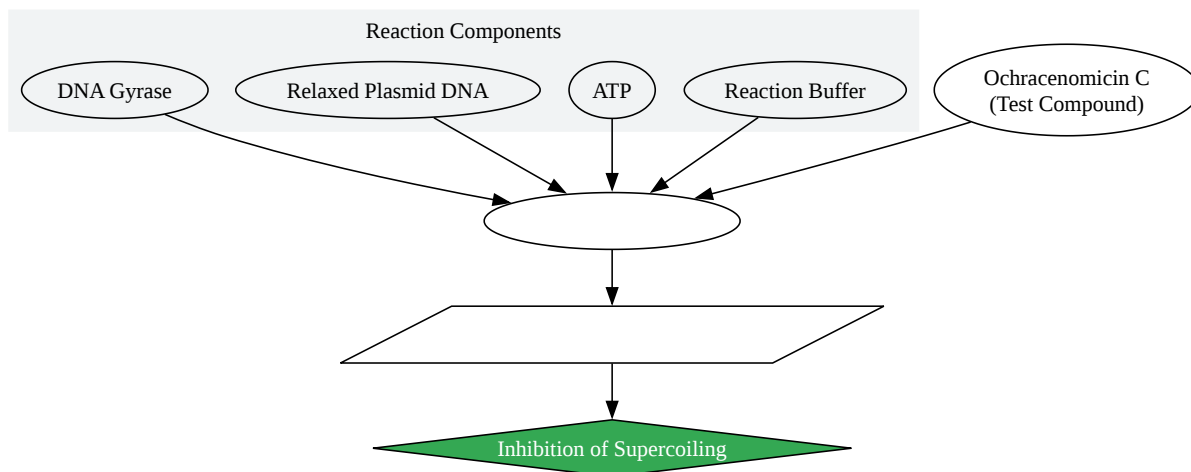 Reaction Components
DNA Gyrase
Relaxed Plasmid DNA
ATP
Reaction Buffer
Ochracenomicin C
(Test Compound)
Inhibition of Supercoiling